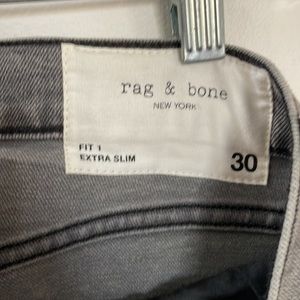 rag & bone
NEW YORK
FIT 1
EXTRA SLIM
30